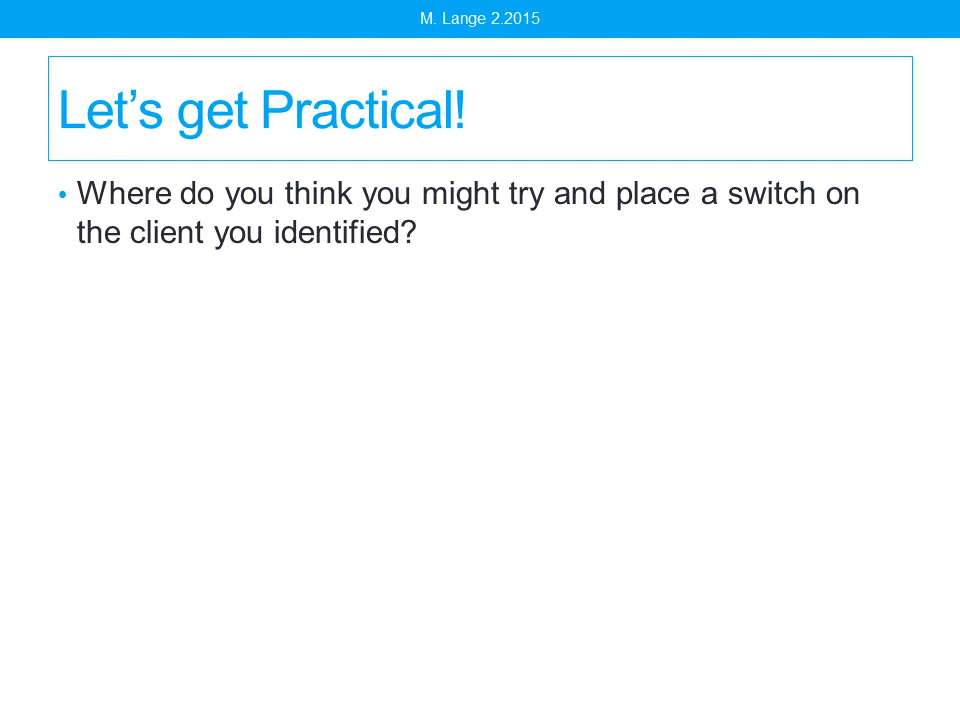 M. Lange 2.2015
Let’s get Practical!
• Where do you think you might try and place a switch on
the client you identified?